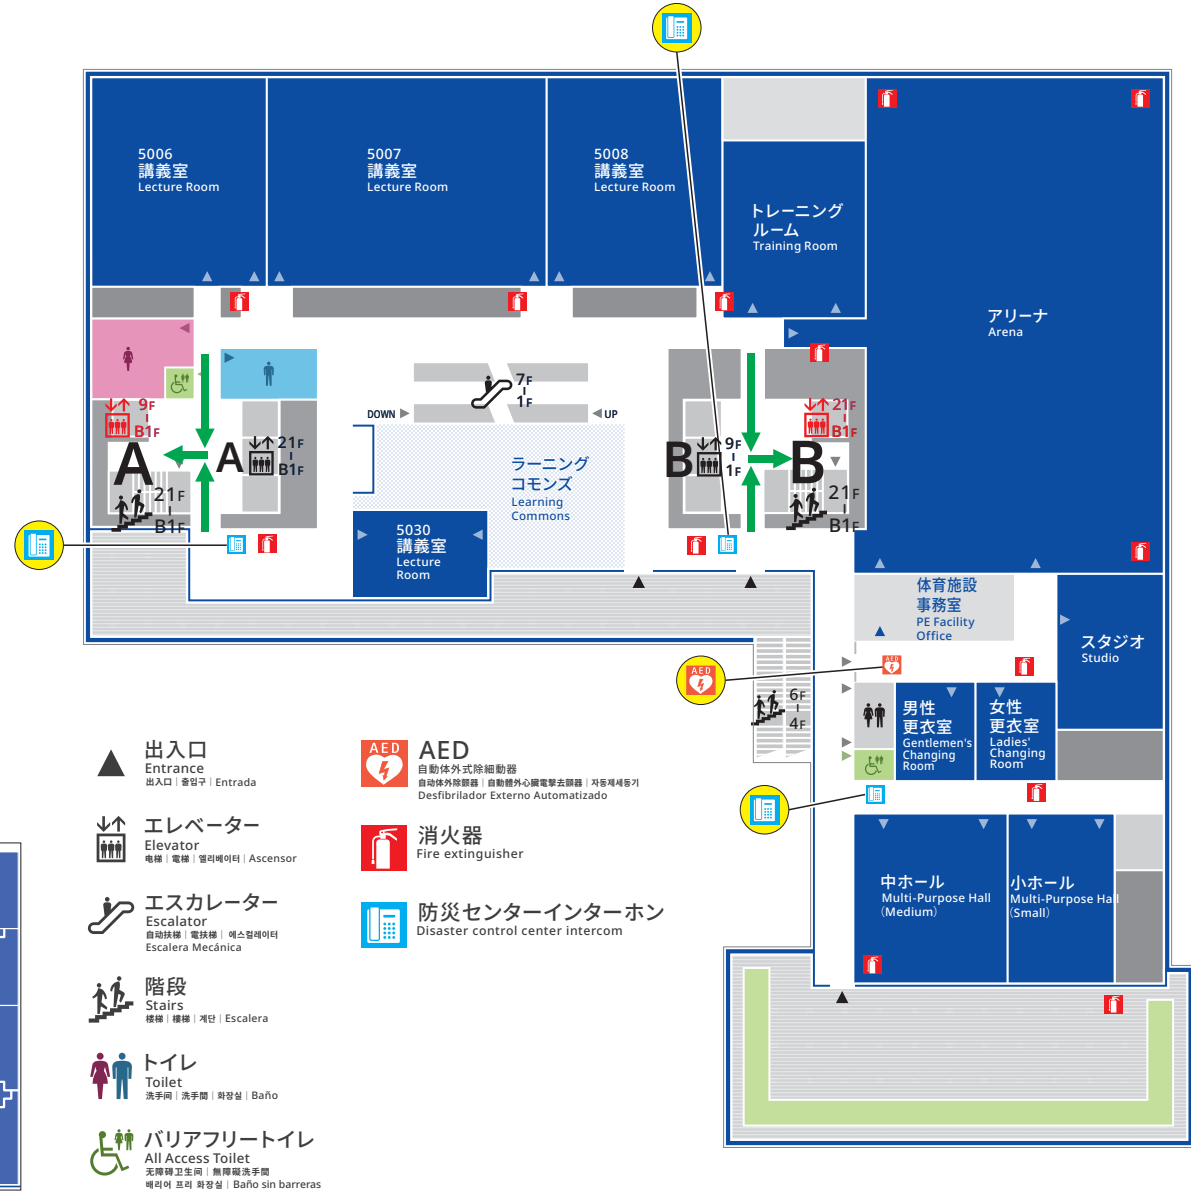 5006
講義室
Lecture Room
5007
講義室
Lecture Room
5008
講義室
Lecture Room
トレーニング
ルーム
Training Room
アリーナ
Arena
7F
1F
DOWN
UP
9F
B1F
A
A
21F
B1F
21F
B1F
B
9F
1F
21F
B1F
B
21F
B1F
ラーニング
コモンズ
Learning
Commons
5030
講義室
Lecture
Room
体育施設
事務室
PE Facility
Office
スタジオ
Studio
AED
AED
6F
4F
男性
更衣室
Gentlemen's
Changing
Room
女性
更衣室
Ladies'
Changing
Room
中ホール
Multi-Purpose Hall
（Medium）
小ホール
Multi-Purpose Hall
（Small）
出入口
Entrance
出入口｜출입구｜Entrada
エレベーター
Elevator
电梯｜電梯｜엘리베이터｜Ascensor
エスカレーター
Escalator
自动扶梯｜電扶梯｜에스컬레이터
Escalera Mecánica
階段
Stairs
楼梯｜樓梯｜계단｜Escalera
トイレ
Toilet
洗手间｜洗手間｜화장실｜Baño
バリアフリートイレ
All Access Toilet
无障碍卫生间｜無障礙洗手間
배리어 프리 화장실｜Baño sin barreras
AED
AED
自動体外式除細動器
自动体外除颤器｜自動體外心臟電擊去顫器｜자동제세동기
Desfibrilador Externo Automatizado
消火器
Fire extinguisher
防災センターインターホン
Disaster control center intercom